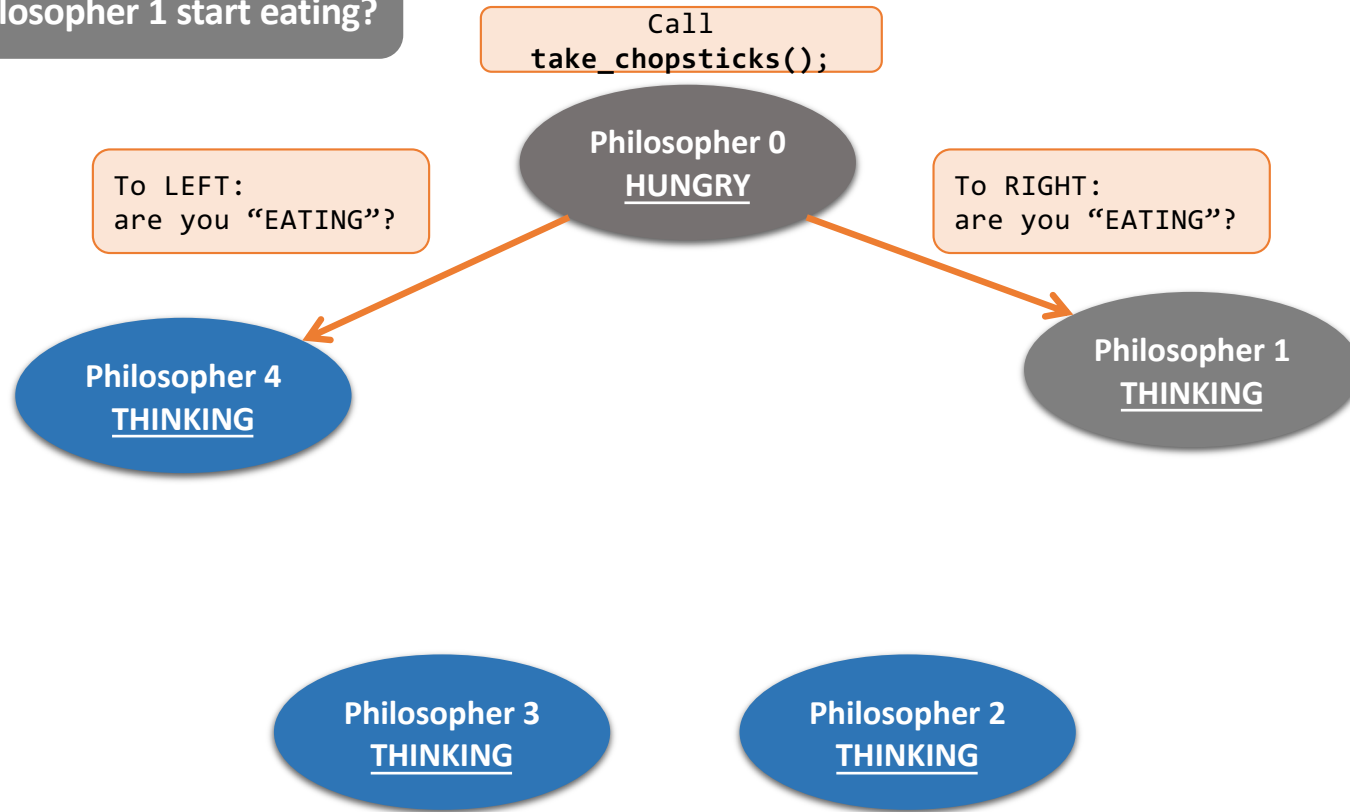 Philosopher 1 start eating?
Call
take_chopsticks();
Philosopher 0
HUNGRY
To LEFT:
are you “EATING”?
To RIGHT:
are you “EATING”?
Philosopher 4
THINKING
Philosopher 1
THINKING
Philosopher 3
THINKING
Philosopher 2
THINKING